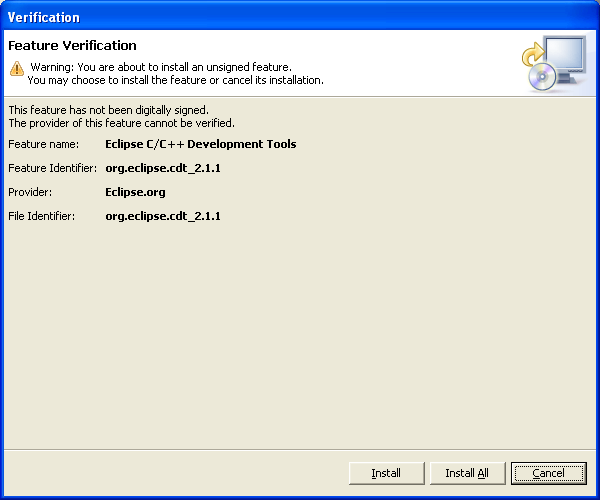 Verification
Feature Verification
Warning: You are about to install an unsigned feature.
You may choose to install the feature or cancel its installation.
This feature has not been digitally signed.
The provider of this feature cannot be verified.
Feature name: Eclipse C/C++ Development Tools
Feature Identifier: org.eclipse.cdt_2.1.1
Provider: Eclipse.org
File Identifier: org.eclipse.cdt_2.1.1
Install Install All Cancel